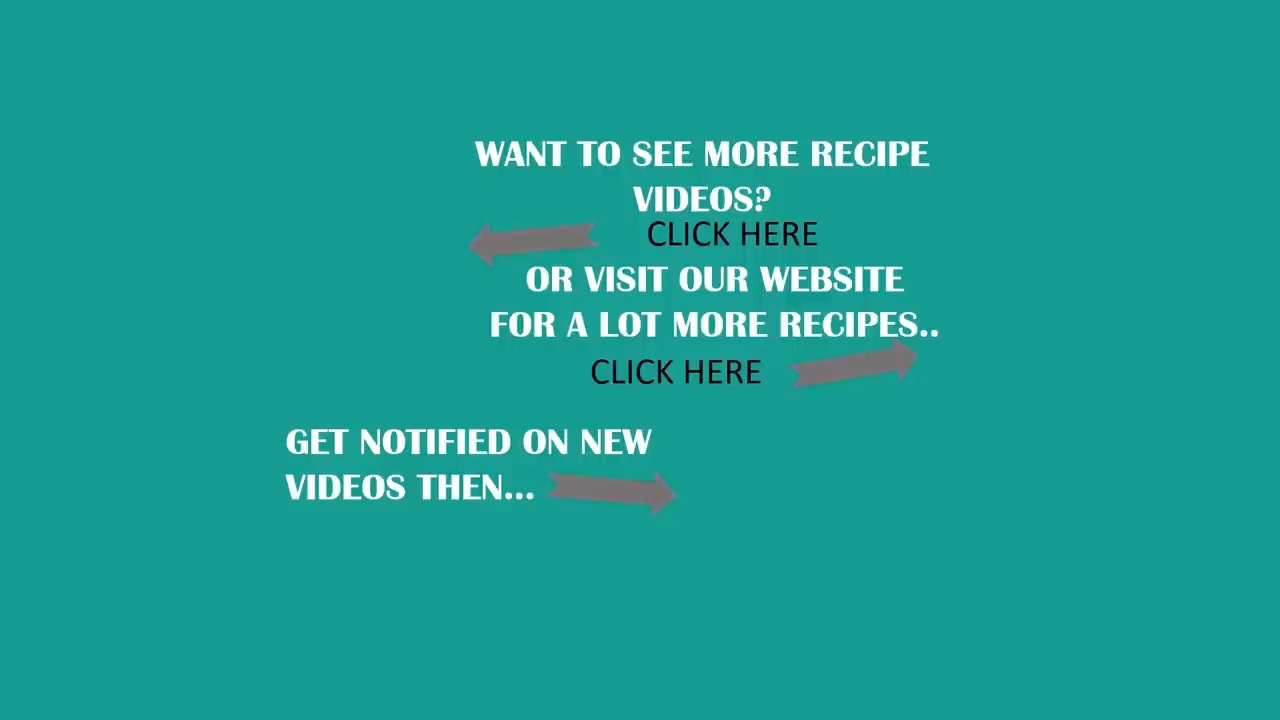 WANT TO SEE MORE RECIPE
VIDEOS?
CLICK HERE
OR VISIT OUR WEBSITE
FOR A LOT MORE RECIPES..
CLICK HERE
GET NOTIFIED ON NEW
VIDEOS THEN...